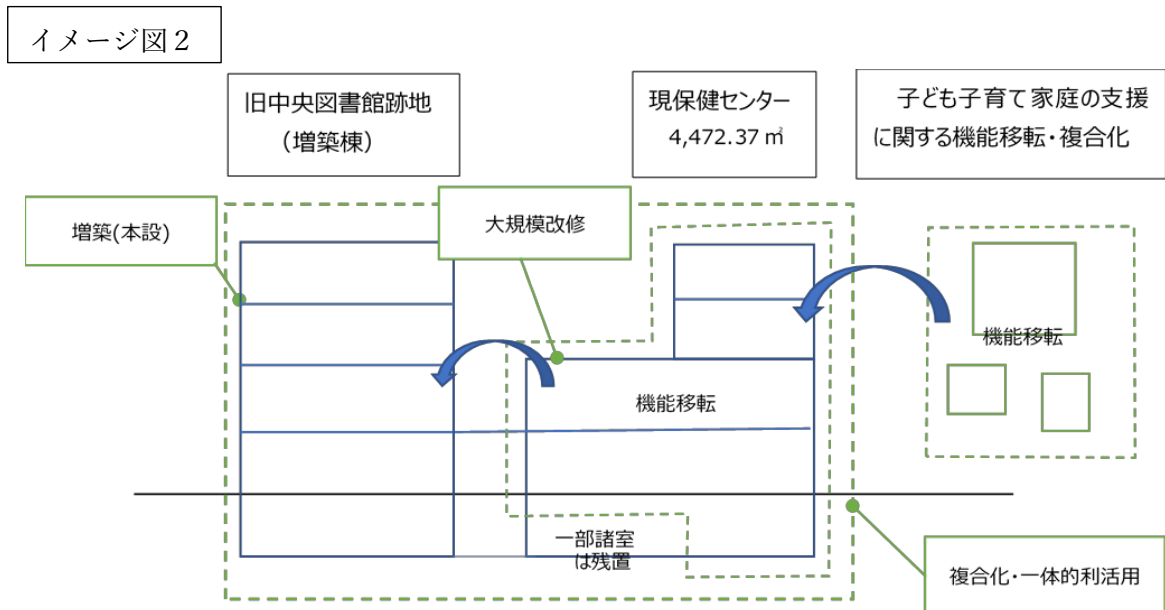 イメージ図２
旧中央図書館跡地
（増築棟）
現保健センター
4,472.37 ㎡
子ども子育て家庭の支援
に関する機能移転・複合化
増築(本設)
大規模改修
機能移転
機能移転
一部諸室
は残置
複合化・一体的利活用